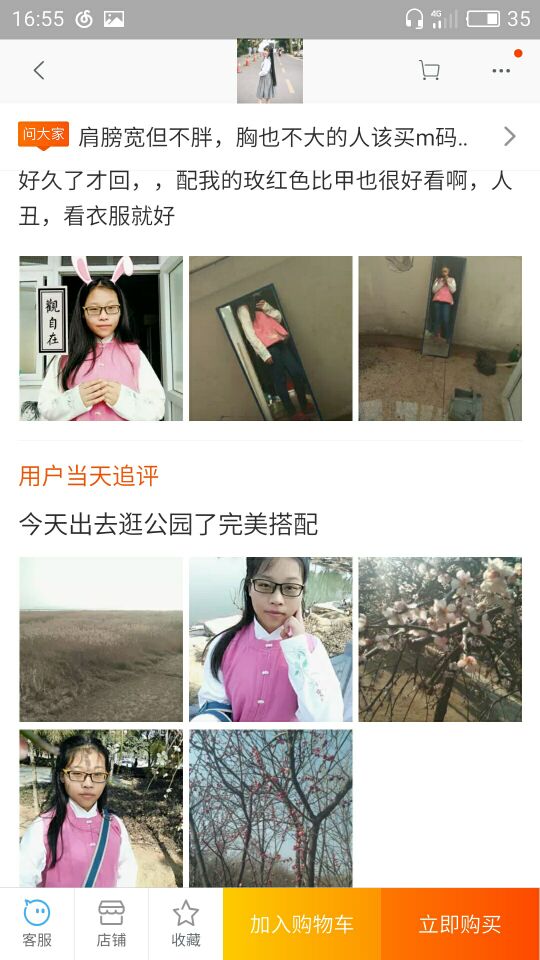 16:55
4G
35
问大家
肩膀宽但不胖，胸也不大的人该买m码..
好久了才回，，配我的玫红色比甲也很好看啊，人
丑，看衣服就好
觀自在
用户当天追评
今天出去逛公园了完美搭配
客服
店铺
收藏
加入购物车
立即购买